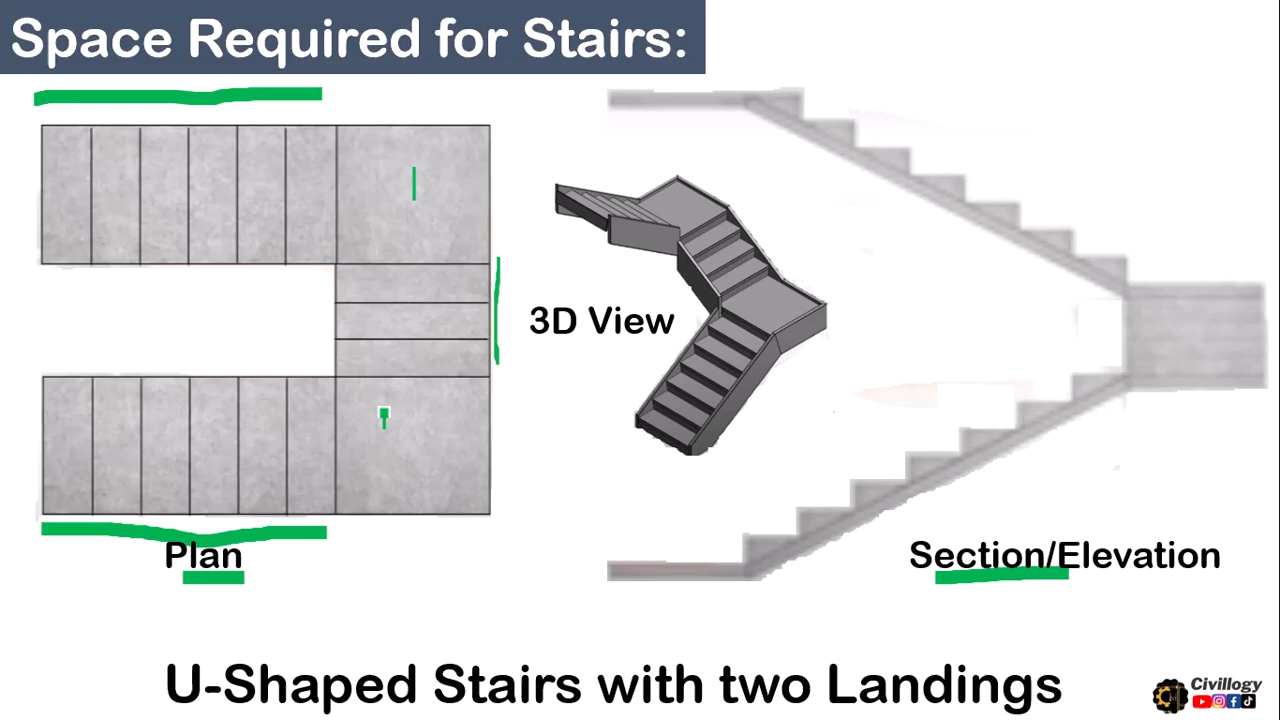 Space Required for Stairs:
3D View
Plan
Section/Elevation
U-Shaped Stairs with two Landings
Civillogy